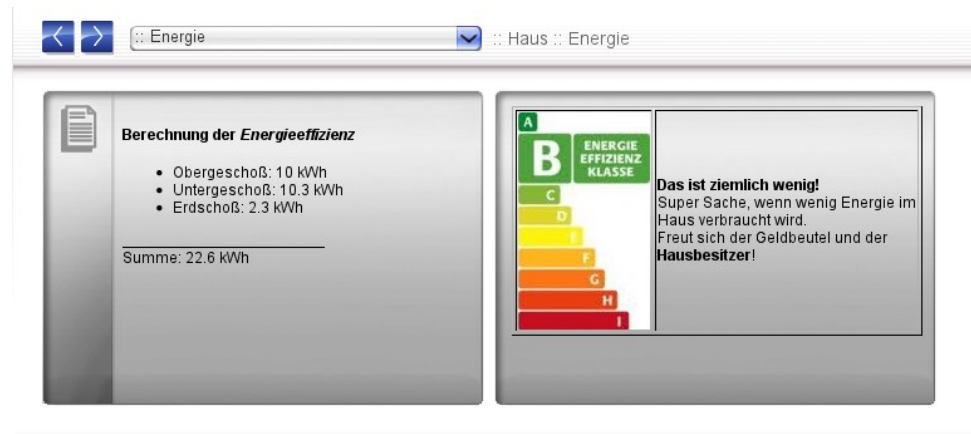 :: Energie
:: Haus :: Energie
Berechnung der Energieeffizienz
Obergeschoß: 10 kWh
Untergeschoß: 10.3 kWh
Erdschoß: 2.3 kWh
Summe: 22.6 kWh
A
B
ENERGIE
EFFIZIENZ
KLASSE
C
D
E
F
G
H
I
Das ist ziemlich wenig!
Super Sache, wenn wenig Energie im
Haus verbraucht wird.
Freut sich der Geldbeutel und der
Hausbesitzer!